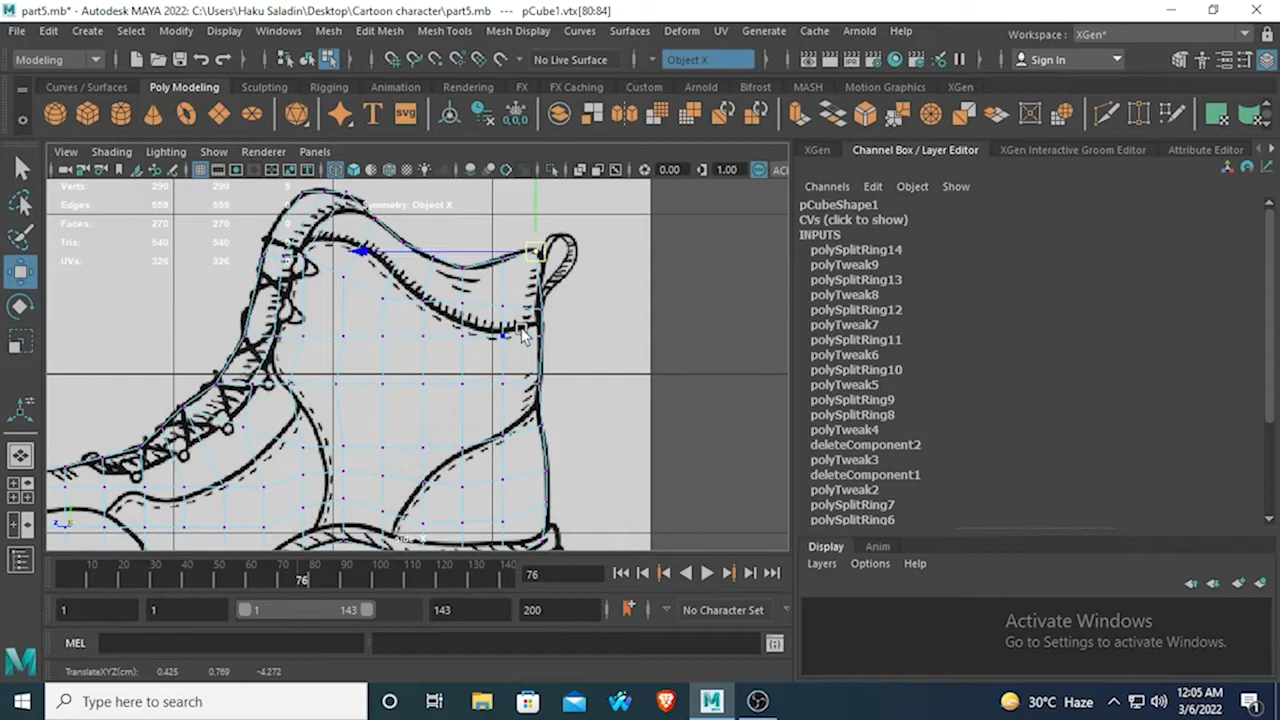 part5.mb* - Autodesk MAYA 2022: C:\Users\Haku Saladin\Desktop\Cartoon character\part5.mb --- pCube1.vtx[80:84]
File Edit Create Select Modify Display Windows Mesh Edit Mesh Mesh Tools Mesh Display Curves Surfaces Deform UV Generate Cache Arnold Help Workspace : XGen*
Modeling No Live Surface Object X Sign In
Curves / Surfaces Poly Modeling Sculpting Rigging Animation Rendering FX FX Caching Custom Arnold Bifrost MASH Motion Graphics XGen
View Shading Lighting Show Renderer Panels
0.00 1.00
XGen Channel Box / Layer Editor XGen Interactive Groom Editor Attribute Editor
Channels Edit Object Show
Verts: 290 290 5
Edges: 559 559 0
Faces: 270 270 0
Tris: 540 540 0
UVs: 326 326
Symmetry: Object X
pCubeShape1
CVs (click to show)
INPUTS
polySplitRing14
polyTweak9
polySplitRing13
polyTweak8
polySplitRing12
polyTweak7
polySplitRing11
polyTweak6
polySplitRing10
polyTweak5
polySplitRing9
polySplitRing8
polyTweak4
deleteComponent2
polyTweak3
deleteComponent1
polyTweak2
polySplitRing7
polySplitRing6
Display Anim
Layers Options Help
10 20 30 40 50 60 70 80 90 100 110 120 130 140
76
76
1 1 1 143 143 200 No Character Set
MEL
TranslateXYZ(cm): 0.425 0.769 -4.272
Activate Windows
Go to Settings to activate Windows.
Type here to search
30°C Haze
12:05 AM
3/6/2022
1